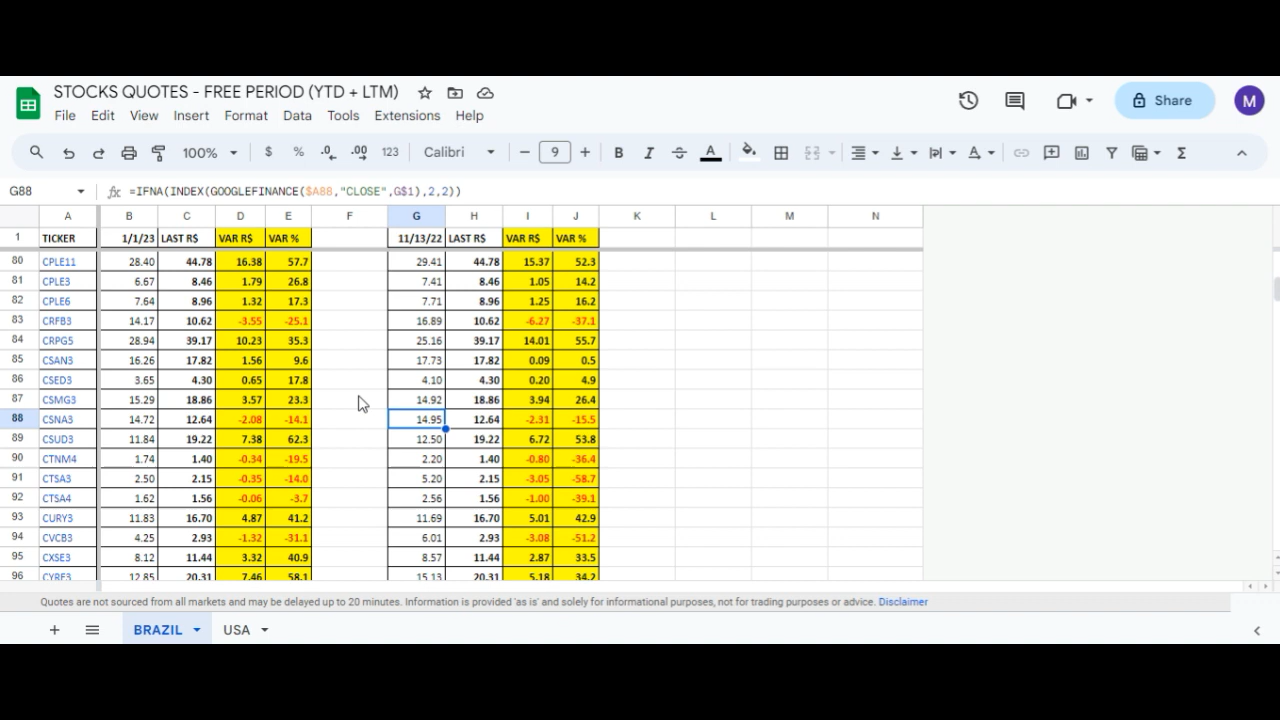 STOCKS QUOTES - FREE PERIOD (YTD + LTM)
File Edit View Insert Format Data Tools Extensions Help
Share
M
100% $ % .0 .00 123 Calibri − 9 + B I S A Σ
G88 fx =IFNA(INDEX(GOOGLEFINANCE($A88,"CLOSE",G$1),2,2))
A B C D E F G H I J K L M N
1 TICKER 1/1/23 LAST R$ VAR R$ VAR % 11/13/22 LAST R$ VAR R$ VAR %
80 CPLE11 28.40 44.78 16.38 57.7 29.41 44.78 15.37 52.3
81 CPLE3 6.67 8.46 1.79 26.8 7.41 8.46 1.05 14.2
82 CPLE6 7.64 8.96 1.32 17.3 7.71 8.96 1.25 16.2
83 CRFB3 14.17 10.62 -3.55 -25.1 16.89 10.62 -6.27 -37.1
84 CRPG5 28.94 39.17 10.23 35.3 25.16 39.17 14.01 55.7
85 CSAN3 16.26 17.82 1.56 9.6 17.73 17.82 0.09 0.5
86 CSED3 3.65 4.30 0.65 17.8 4.10 4.30 0.20 4.9
87 CSMG3 15.29 18.86 3.57 23.3 14.92 18.86 3.94 26.4
88 CSNA3 14.72 12.64 -2.08 -14.1 14.95 12.64 -2.31 -15.5
89 CSUD3 11.84 19.22 7.38 62.3 12.50 19.22 6.72 53.8
90 CTNM4 1.74 1.40 -0.34 -19.5 2.20 1.40 -0.80 -36.4
91 CTSA3 2.50 2.15 -0.35 -14.0 5.20 2.15 -3.05 -58.7
92 CTSA4 1.62 1.56 -0.06 -3.7 2.56 1.56 -1.00 -39.1
93 CURY3 11.83 16.70 4.87 41.2 11.69 16.70 5.01 42.9
94 CVCB3 4.25 2.93 -1.32 -31.1 6.01 2.93 -3.08 -51.2
95 CXSE3 8.12 11.44 3.32 40.9 8.57 11.44 2.87 33.5
96 CYRE3 12.85 20.31 7.46 58.1 15.13 20.31 5.18 34.2
Quotes are not sourced from all markets and may be delayed up to 20 minutes. Information is provided 'as is' and solely for informational purposes, not for trading purposes or advice. Disclaimer
BRAZIL USA